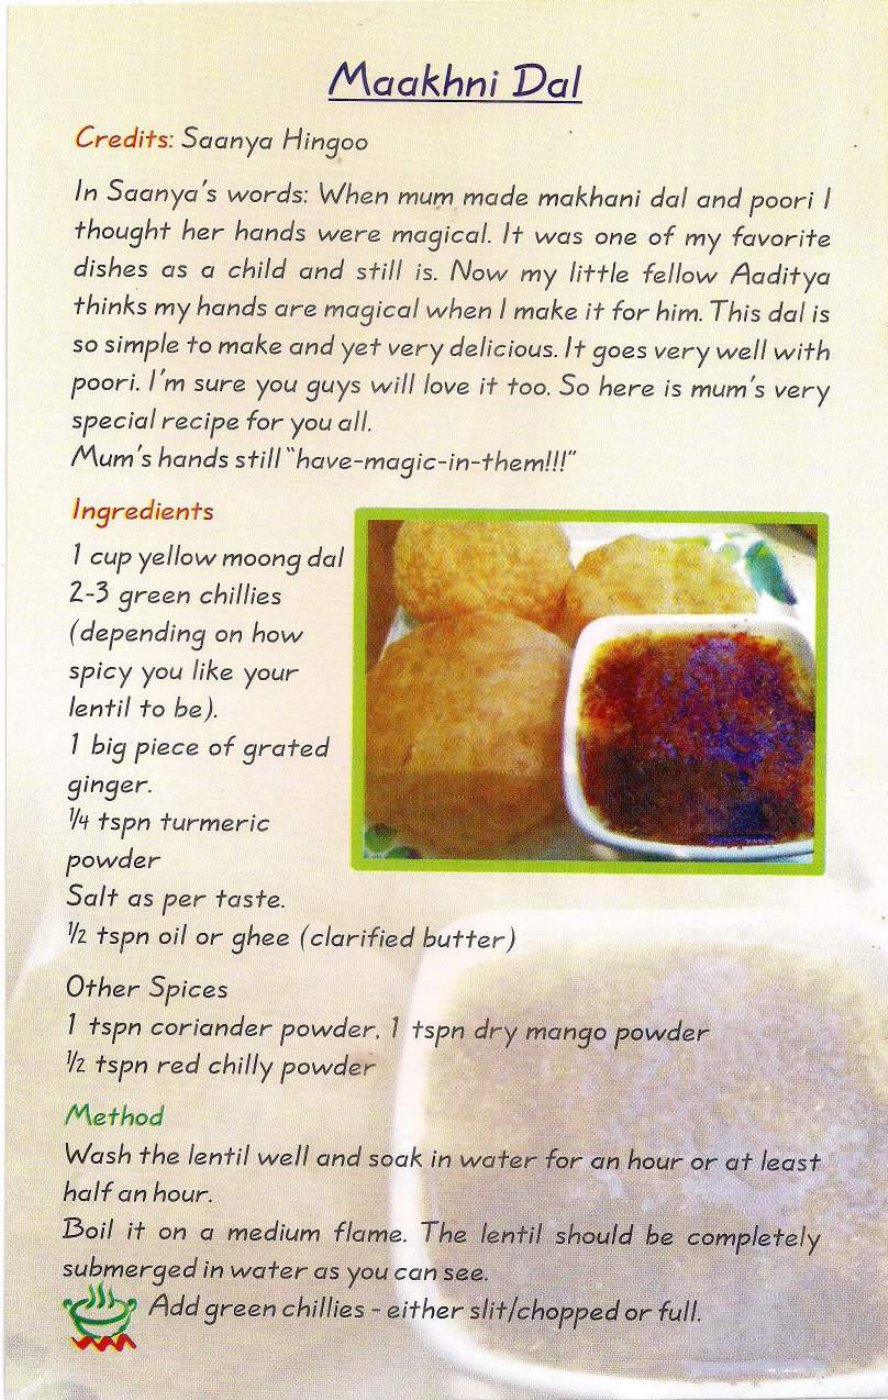 Maakhni Dal
Credits: Saanya Hingoo
In Saanya's words: When mum made makhani dal and poori I
thought her hands were magical. It was one of my favorite
dishes as a child and still is. Now my little fellow Aaditya
thinks my hands are magical when I make it for him. This dal is
so simple to make and yet very delicious. It goes very well with
poori. I'm sure you guys will love it too. So here is mum's very
special recipe for you all.
Mum's hands still "have-magic-in-them!!!"
Ingredients
1 cup yellow moong dal
2-3 green chillies
(depending on how
spicy you like your
lentil to be).
1 big piece of grated
ginger.
1/4 tspn turmeric
powder
Salt as per taste.
1/2 tspn oil or ghee (clarified butter)
Other Spices
1 tspn coriander powder, 1 tspn dry mango powder
1/2 tspn red chilly powder
Method
Wash the lentil well and soak in water for an hour or at least
half an hour.
Boil it on a medium flame. The lentil should be completely
submerged in water as you can see.
Add green chillies - either slit/chopped or full.